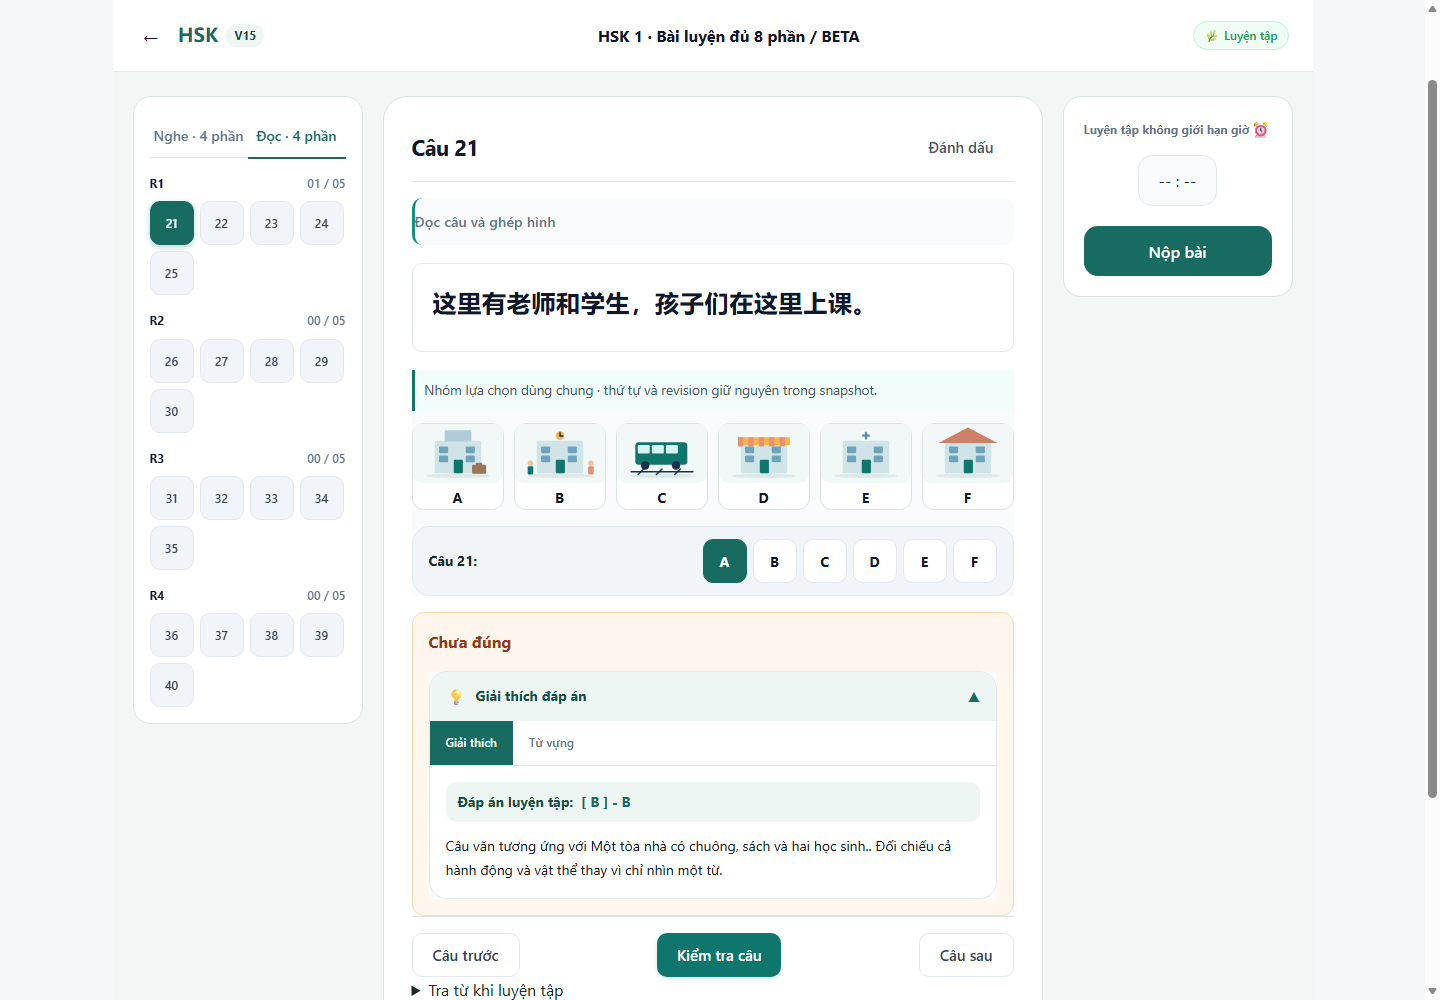 ← HSK V15
HSK 1 · Bài luyện đủ 8 phần / BETA
Luyện tập
Nghe · 4 phần Đọc · 4 phần
R1 01 / 05
21 22 23 24
25
R2 00 / 05
26 27 28 29
30
R3 00 / 05
31 32 33 34
35
R4 00 / 05
36 37 38 39
40
Câu 21 Đánh dấu
Đọc câu và ghép hình
这里有老师和学生，孩子们在这里上课。
Nhóm lựa chọn dùng chung · thứ tự và revision giữ nguyên trong snapshot.
A B C D E F
Câu 21: A B C D E F
Chưa đúng
Giải thích đáp án ▲
Giải thích Từ vựng
Đáp án luyện tập: [ B ] - B
Câu văn tương ứng với Một tòa nhà có chuông, sách và hai học sinh.. Đối chiếu cả
hành động và vật thể thay vì chỉ nhìn một từ.
Câu trước Kiểm tra câu Câu sau
▶ Tra từ khi luyện tập
Luyện tập không giới hạn giờ
-- : --
Nộp bài